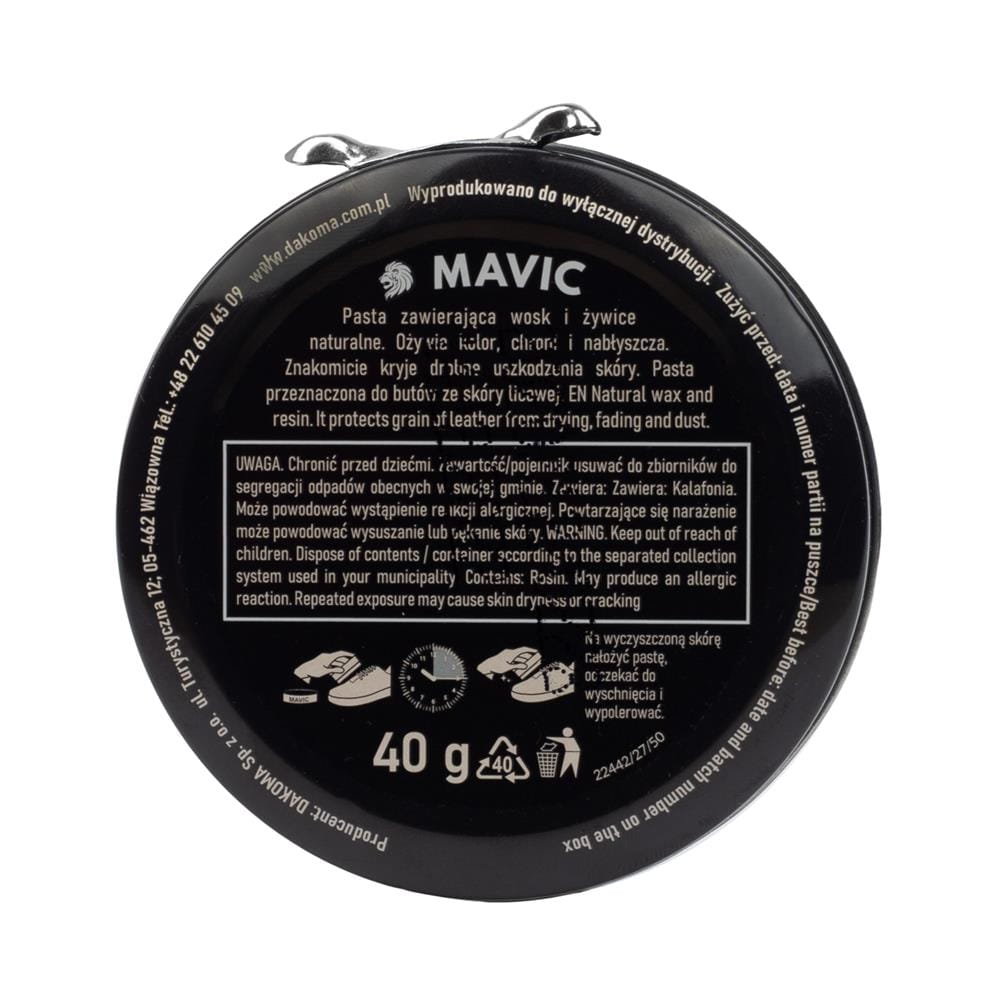 Producent: DAKOMA Sp. z o.o. ul. Turystyczna 12; 05-462 Wiązowna Tel.: +48 22 610 45 09 www.dakoma.com.pl
Wyprodukowano do wyłącznej dystrybucji. Zużyć przed: data i numer partii na puszce/Best before: date and batch number on the box
MAVIC
Pasta zawierająca wosk i żywice
naturalne. Ożywia kolor, chroni i nabłyszcza.
Znakomicie kryje drobne uszkodzenia skóry. Pasta
przeznaczona do butów ze skóry licowej. EN Natural wax and
resin. It protects grain of leather from drying, fading and dust.
UWAGA. Chronić przed dziećmi. Zawartość/pojemnik usuwać do zbiorników do
segregacji odpadów obecnych w swojej gminie. Zawiera: Zawiera: Kalafonia.
Może powodować wystąpienie reakcji alergicznej. Powtarzające się narażenie
może powodować wysuszanie lub pękanie skóry. WARNING. Keep out of reach of
children. Dispose of contents / container according to the separated collection
system used in your municipality. Contains: Rosin. May produce an allergic
reaction. Repeated exposure may cause skin dryness or cracking
Na wyczyszczoną skórę
nałożyć pastę,
odczekać do
wyschnięcia i
wypolerować.
MAVIC
40 g
40
22442/27/50